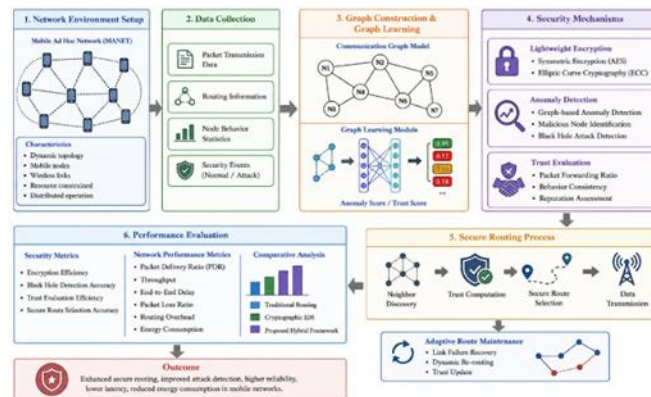 1. Network Environment Setup
Mobile Ad Hoc Network (MANET)
Characteristics
• Dynamic topology
• Mobile nodes
• Wireless links
• Resource constrained
• Distributed operation
2. Data Collection
Packet Transmission
Data
Routing Information
Node Behavior
Statistics
Security Events
(Normal / Attack)
3. Graph Construction &
Graph Learning
Communication Graph Model
N1
N2
N5
N4
N3
N6
N7
Graph Learning Module
Anomaly Score / Trust Score
4. Security Mechanisms
Lightweight Encryption
• Symmetric Encryption (AES)
• Elliptic Curve Cryptography (ECC)
Anomaly Detection
• Graph-based Anomaly Detection
• Malicious Node Identification
• Black Hole Attack Detection
Trust Evaluation
• Packet Forwarding Ratio
• Behavior Consistency
• Reputation Assessment
5. Secure Routing Process
Neighbor
Discovery
Trust Computation
Secure Route
Selection
Data
Transmission
Adaptive Route Maintenance
• Link Failure Recovery
• Dynamic Re-routing
• Trust Update
6. Performance Evaluation
Security Metrics
• Encryption Efficiency
• Black Hole Detection Accuracy
• Trust Evaluation Efficiency
• Secure Route Selection Accuracy
Network Performance Metrics
• Packet Delivery Ratio (PDR)
• Throughput
• End-to-End Delay
• Packet Loss Ratio
• Routing Overhead
• Energy Consumption
Comparative Analysis
Traditional Routing
Cryptographic IDS
Proposed Hybrid Framework
Outcome
Enhanced secure routing, improved attack detection, higher reliability,
lower latency, reduced energy consumption in mobile networks.